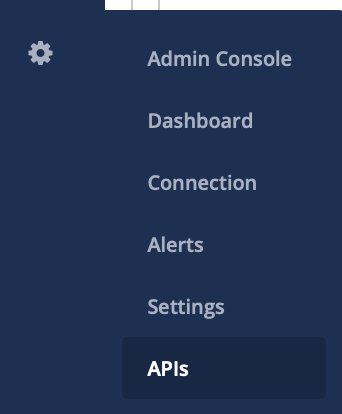 Admin Console
Dashboard
Connection
Alerts
Settings
APIs